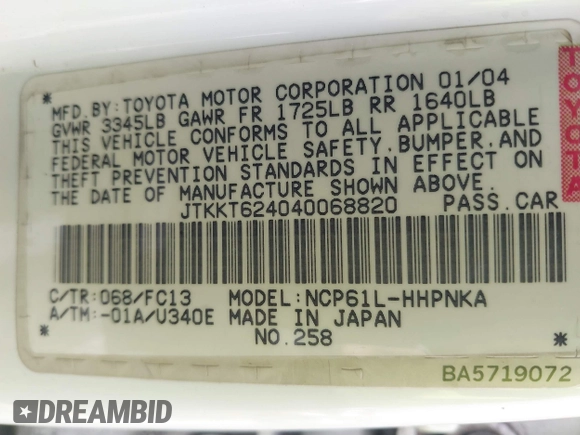 MFD.BY:TOYOTA MOTOR CORPORATION 01/04
GVWR 3345LB GAWR FR 1725LB RR 1640LB
THIS VEHICLE CONFORMS TO ALL APPLICABLE
FEDERAL MOTOR VEHICLE SAFETY,BUMPER,AND
THEFT PREVENTION STANDARDS IN EFFECT ON
THE DATE OF MANUFACTURE SHOWN ABOVE.
JTKKT624040068820 PASS.CAR
C/TR:068/FC13 MODEL:NCP61L-HHPNKA
A/TM:-01A/U340E MADE IN JAPAN
NO.258
BA5719072
TOYOTA
DREAMBID